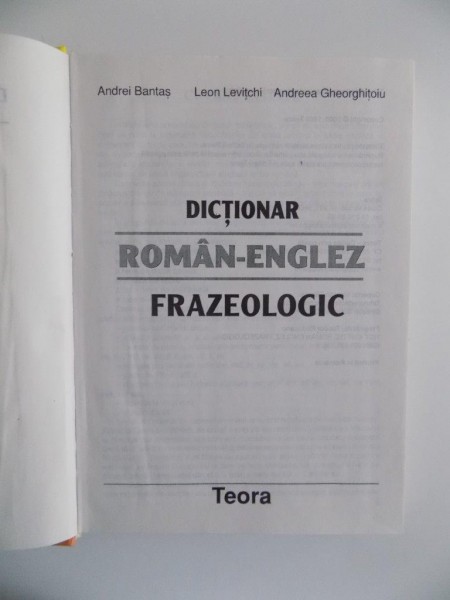 Andrei Bantaș Leon Levițchi Andreea Gheorghițoiu
DICȚIONAR
ROMÂN-ENGLEZ
FRAZEOLOGIC
Teora